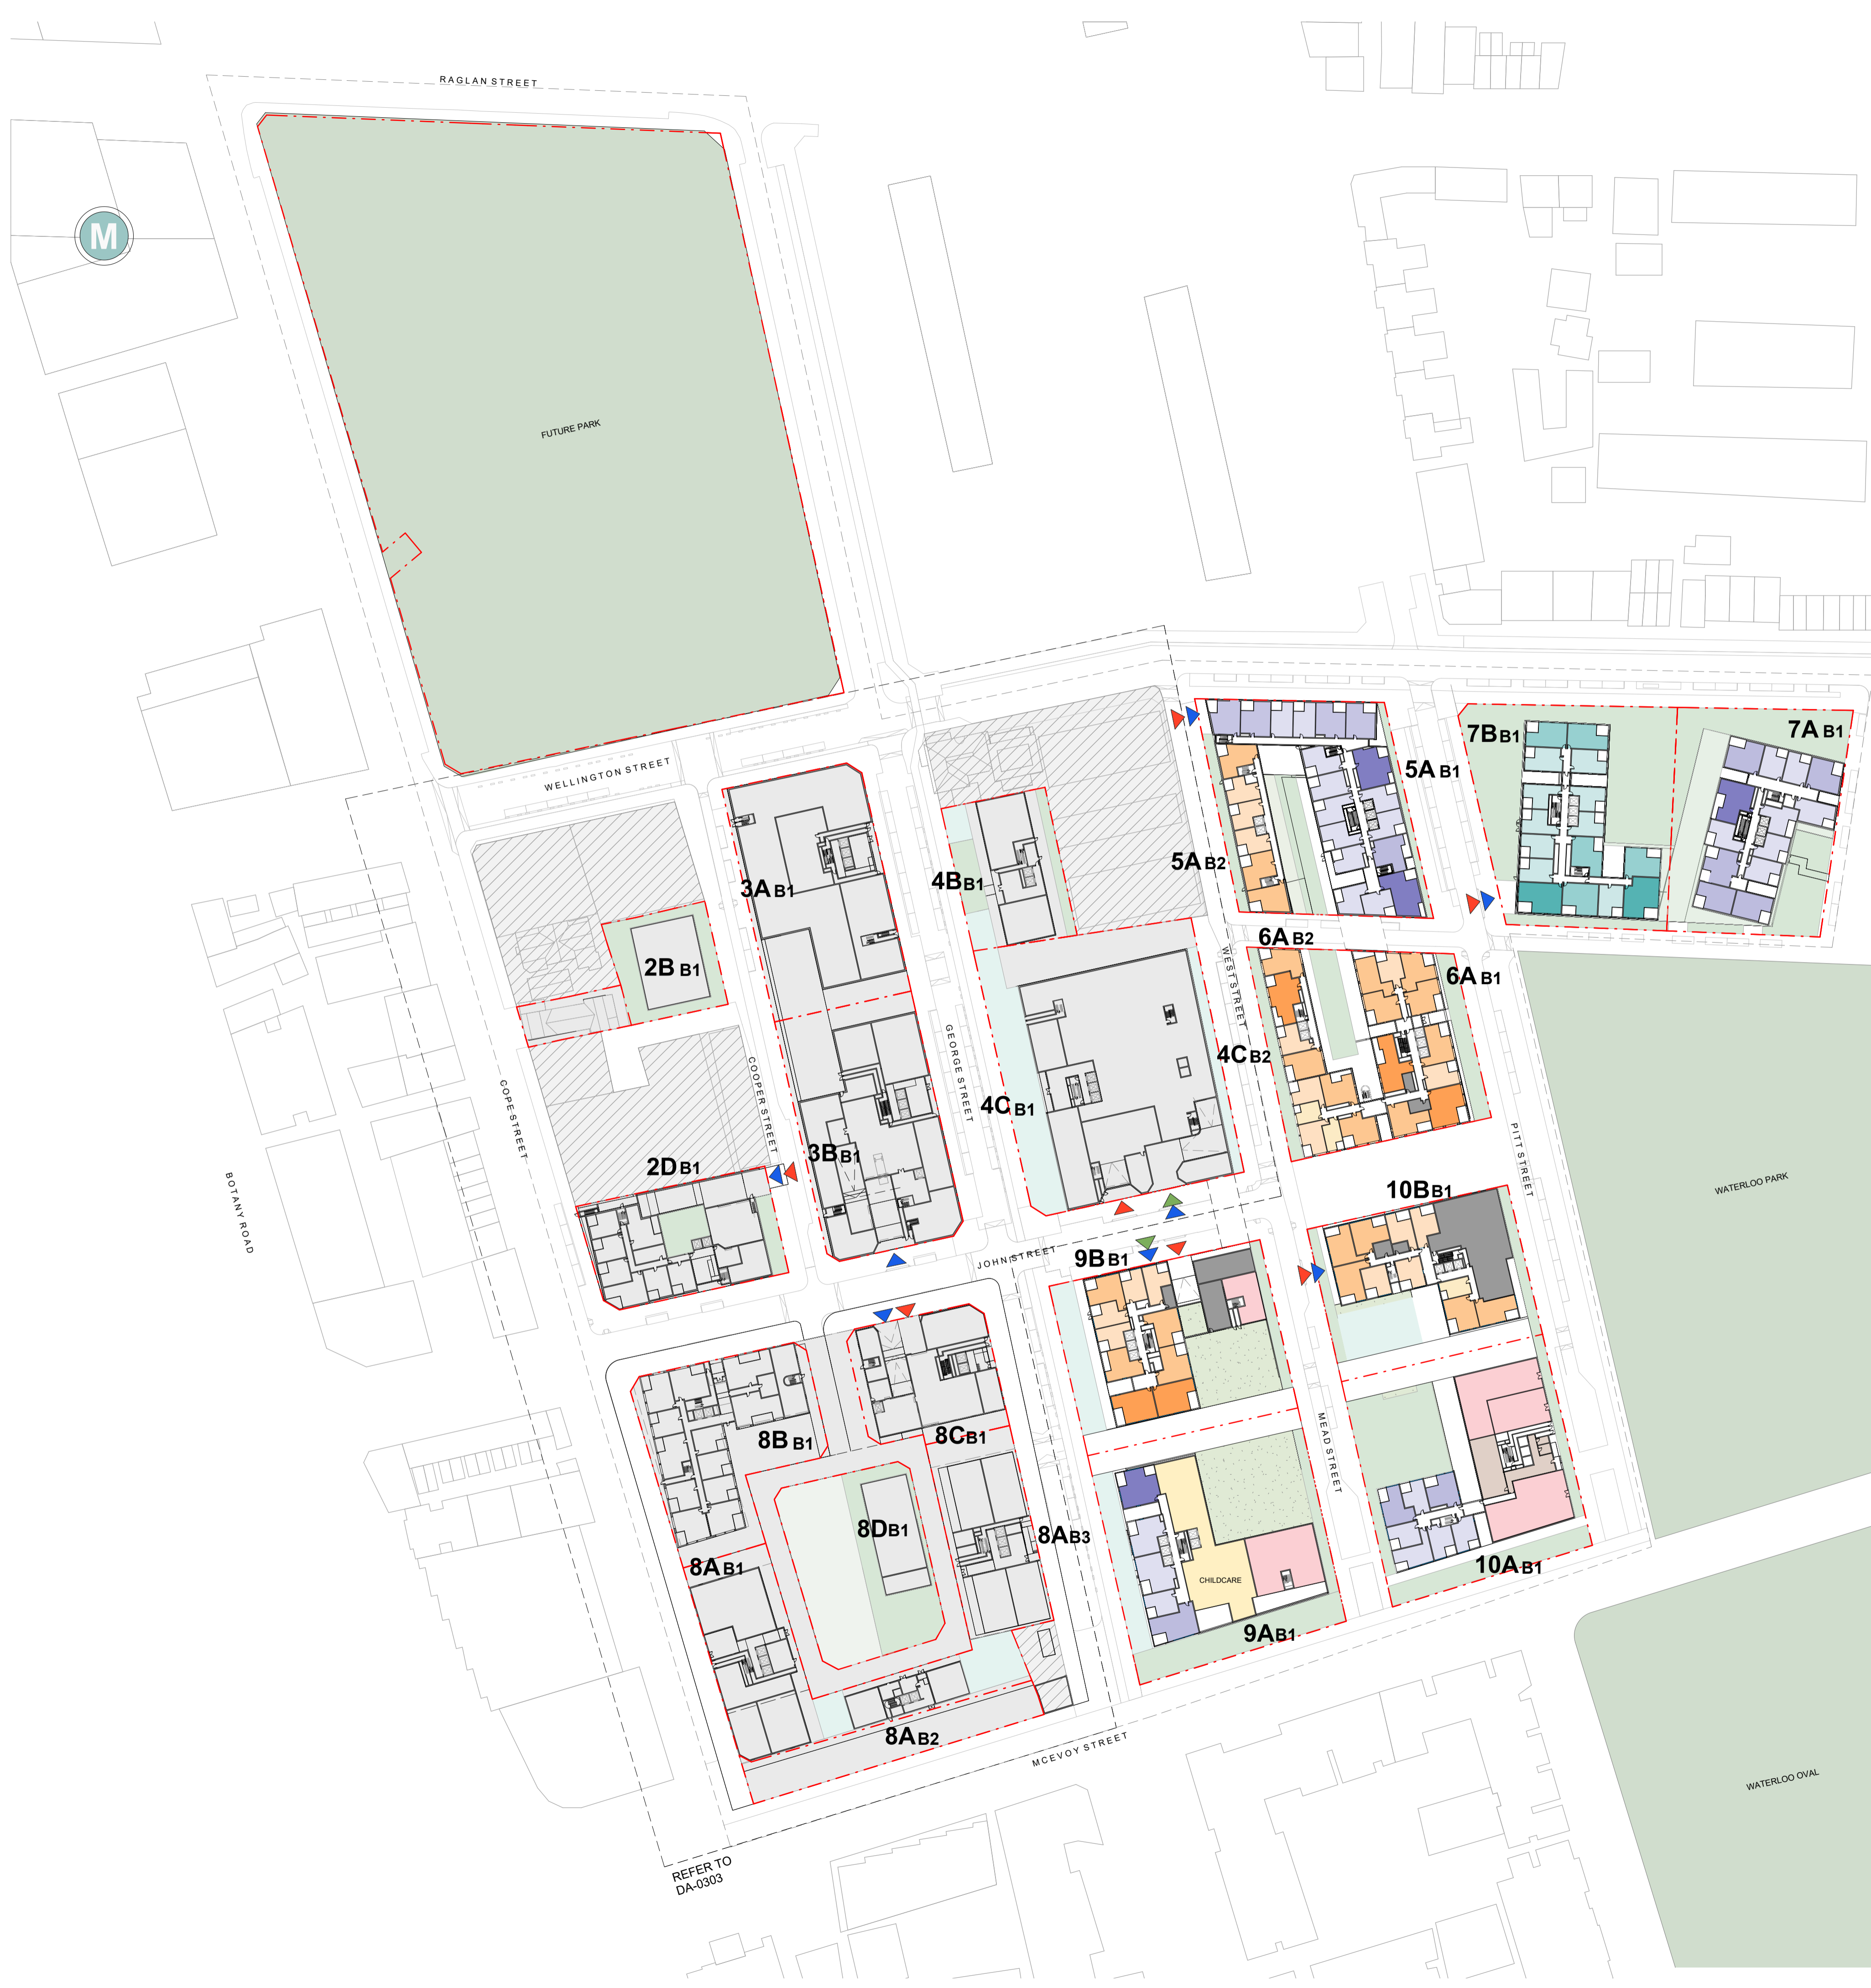 RAGLAN STREET
M
FUTURE PARK
WELLINGTON STREET
7B B1
7A B1
5A B1
5A B2
3A B1
4B B1
2B B1
6A B2
6A B1
WEST STREET
4C B2
GEORGE STREET
COOPER STREET
COPE STREET
4C B1
3B B1
2D B1
PITT STREET
WATERLOO PARK
BOTANY ROAD
10B B1
JOHN STREET
9B B1
MEAD STREET
8B B1
8C B1
8D B1
8A B3
8A B1
CHILDCARE
10A B1
9A B1
8A B2
MCEVOY STREET
WATERLOO OVAL
REFER TO
DA-0303